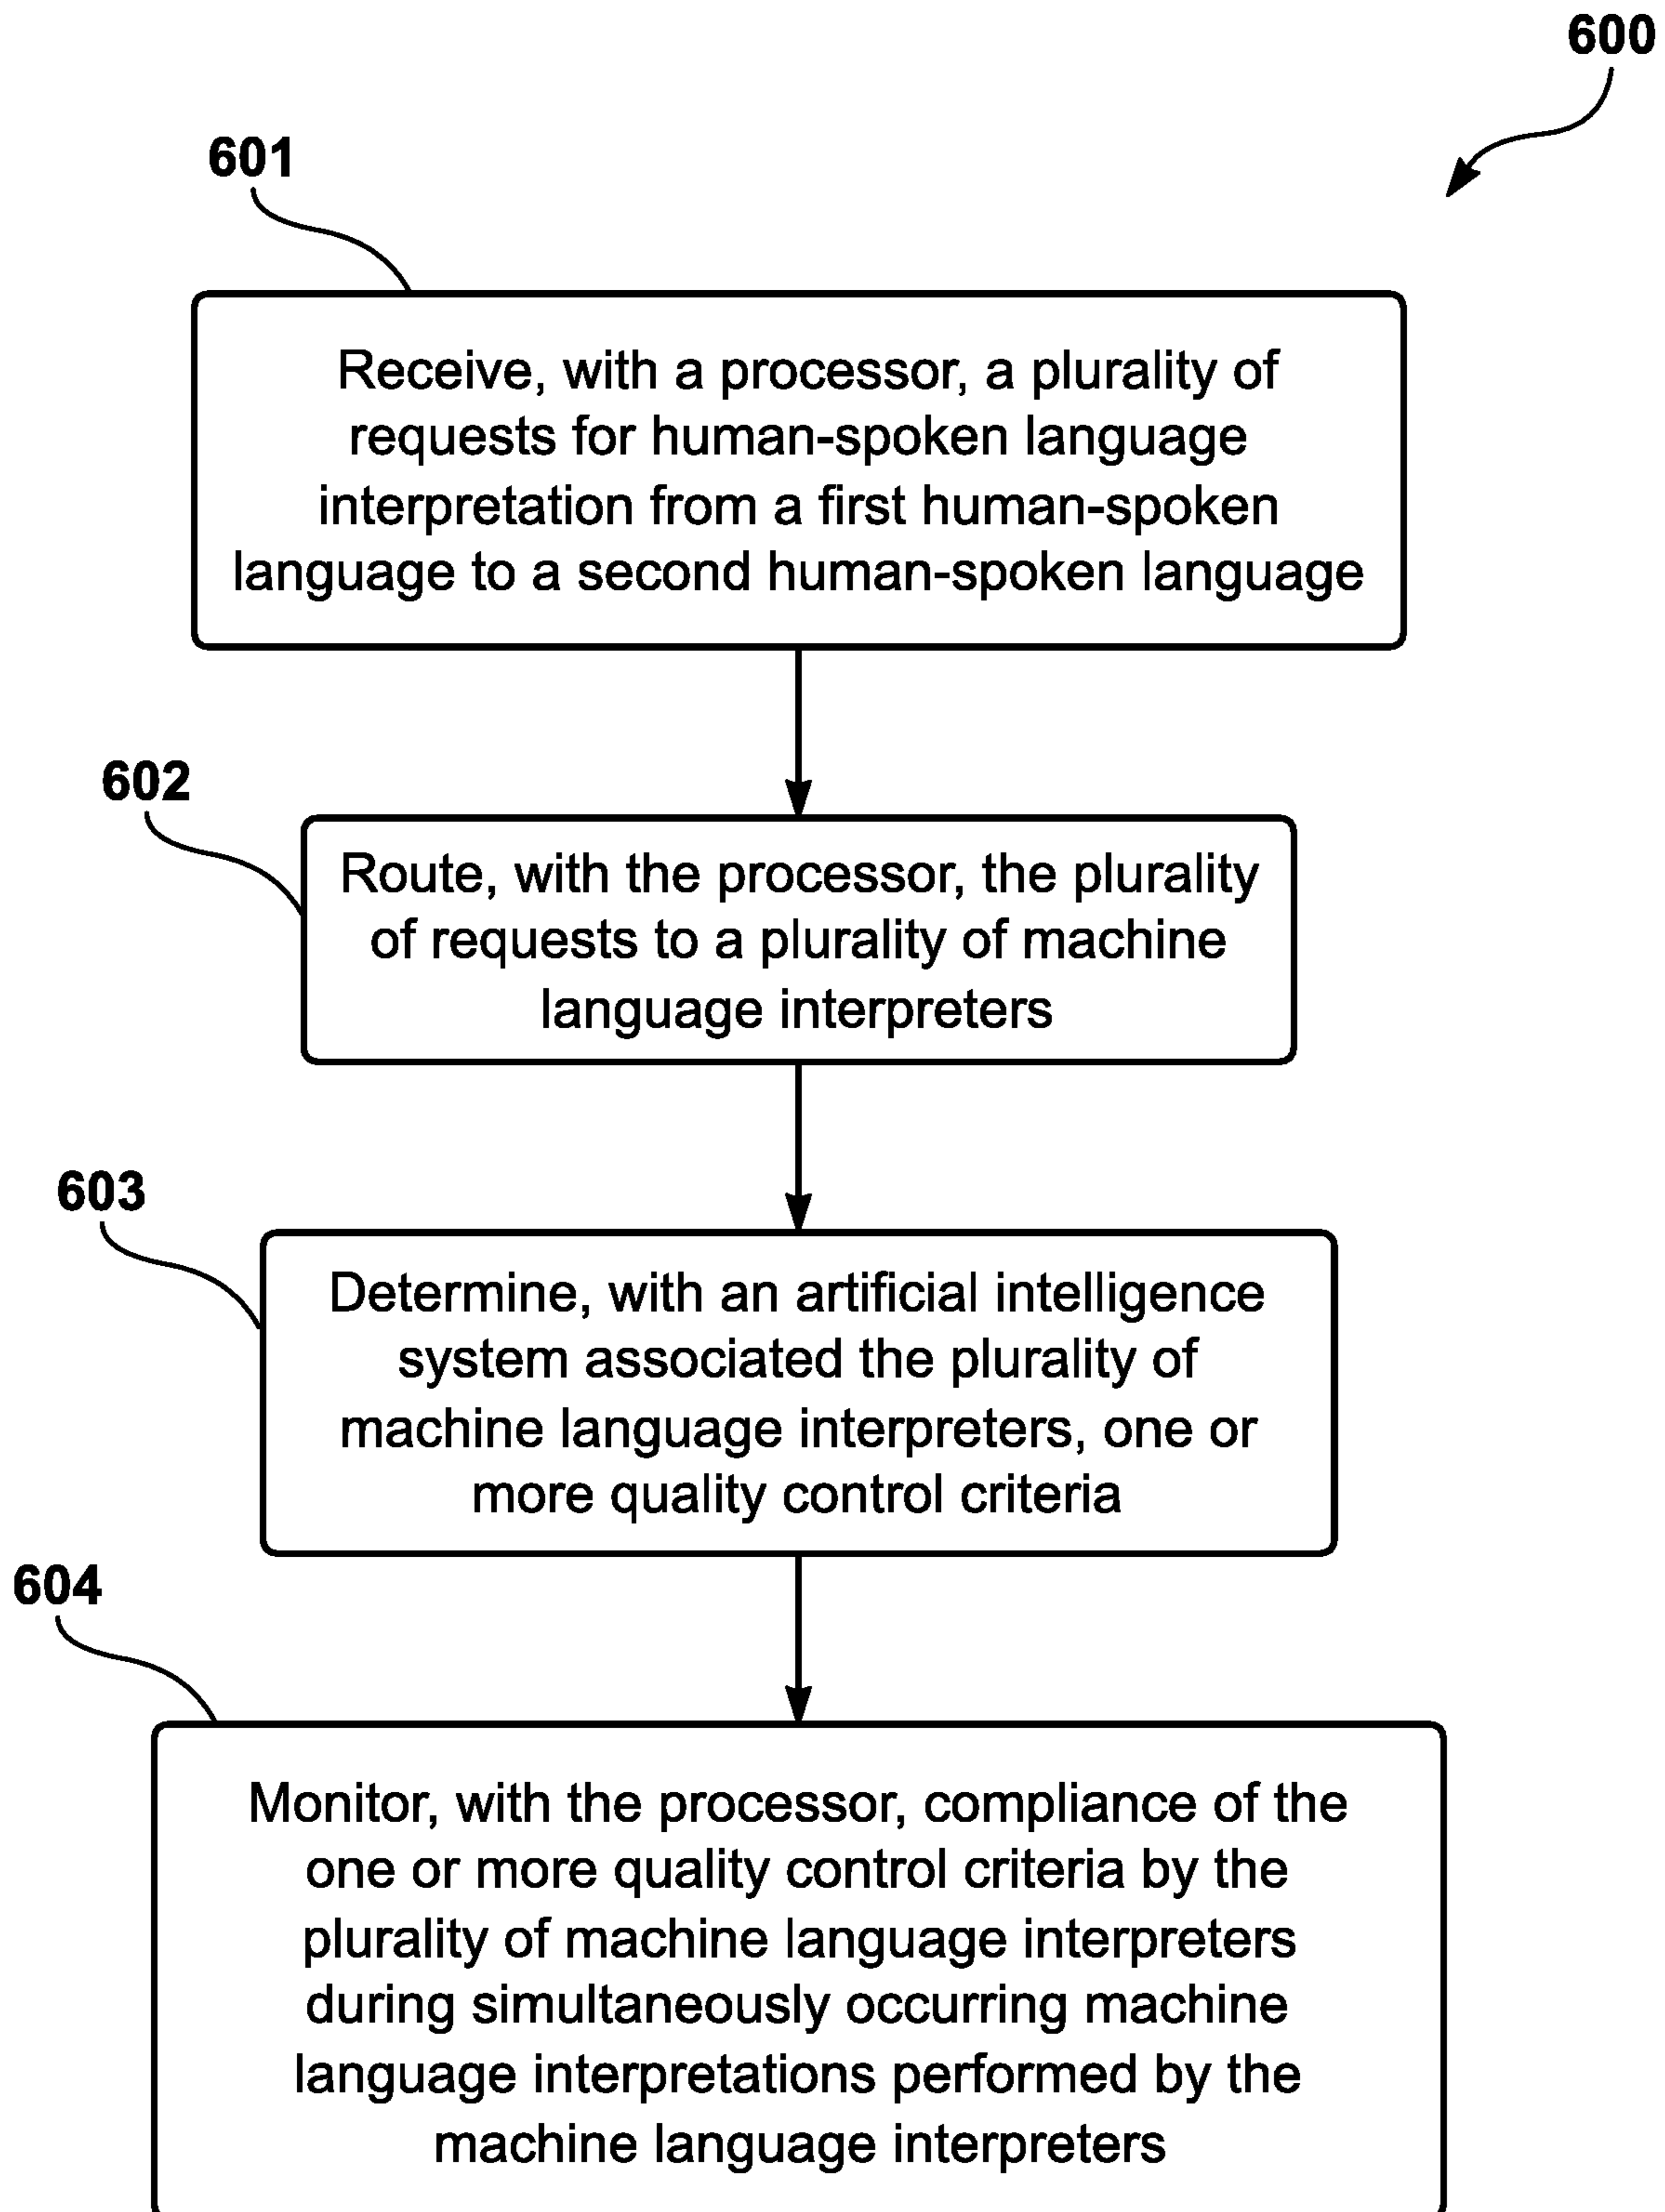 600
601
Receive, with a processor, a plurality of
requests for human-spoken language
interpretation from a first human-spoken
language to a second human-spoken language
602
Route, with the processor, the plurality
of requests to a plurality of machine
language interpreters
603
Determine, with an artificial intelligence
system associated the plurality of
machine language interpreters, one or
more quality control criteria
604
Monitor, with the processor, compliance of the
one or more quality control criteria by the
plurality of machine language interpreters
during simultaneously occurring machine
language interpretations performed by the
machine language interpreters